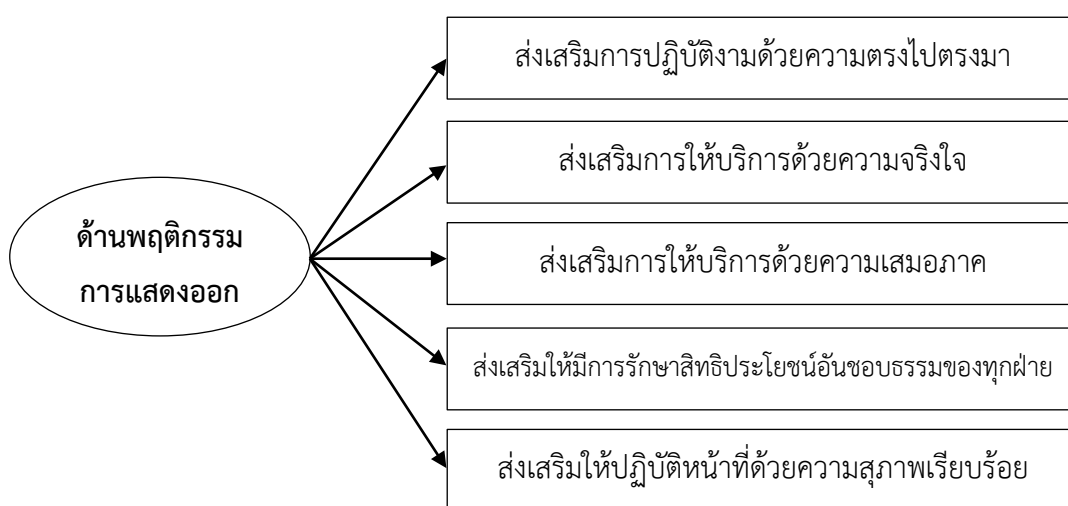 ส่งเสริมการปฏิบัติงามด้วยความตรงไปตรงมา
ส่งเสริมการให้บริการด้วยความจริงใจ
ด้านพฤติกรรม
การแสดงออก
ส่งเสริมการให้บริการด้วยความเสมอภาค
ส่งเสริมให้มีการรักษาสิทธิประโยชน์อันชอบธรรมของทุกฝ่าย
ส่งเสริมให้ปฏิบัติหน้าที่ด้วยความสุภาพเรียบร้อย